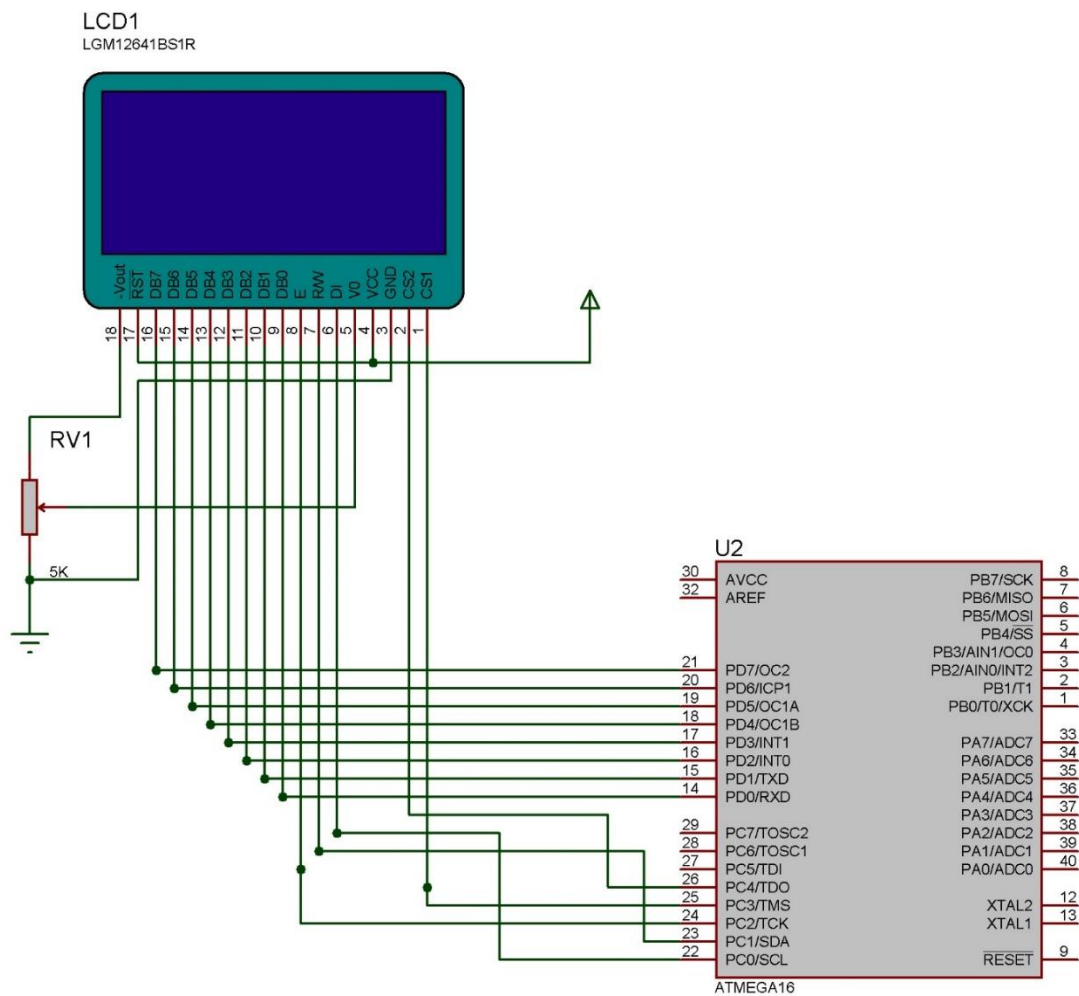 LCD1
LGM12641BS1R
-Vout RST DB7 DB6 DB5 DB4 DB3 DB2 DB1 DB0 E R/W DI V0 VCC GND CS2 CS1
18 17 16 15 14 13 12 11 10 9 8 7 6 5 4 3 2 1
RV1
5K
U2
30 AVCC PB7/SCK 8
32 AREF PB6/MISO 7
PB5/MOSI 6
PB4/SS 5
PB3/AIN1/OC0 4
21 PD7/OC2 PB2/AIN0/INT2 3
20 PD6/ICP1 PB1/T1 2
19 PD5/OC1A PB0/T0/XCK 1
18 PD4/OC1B
17 PD3/INT1 PA7/ADC7 33
16 PD2/INT0 PA6/ADC6 34
15 PD1/TXD PA5/ADC5 35
14 PD0/RXD PA4/ADC4 36
PA3/ADC3 37
29 PC7/TOSC2 PA2/ADC2 38
28 PC6/TOSC1 PA1/ADC1 39
27 PC5/TDI PA0/ADC0 40
26 PC4/TDO
25 PC3/TMS XTAL2 12
24 PC2/TCK XTAL1 13
23 PC1/SDA
22 PC0/SCL RESET 9
ATMEGA16